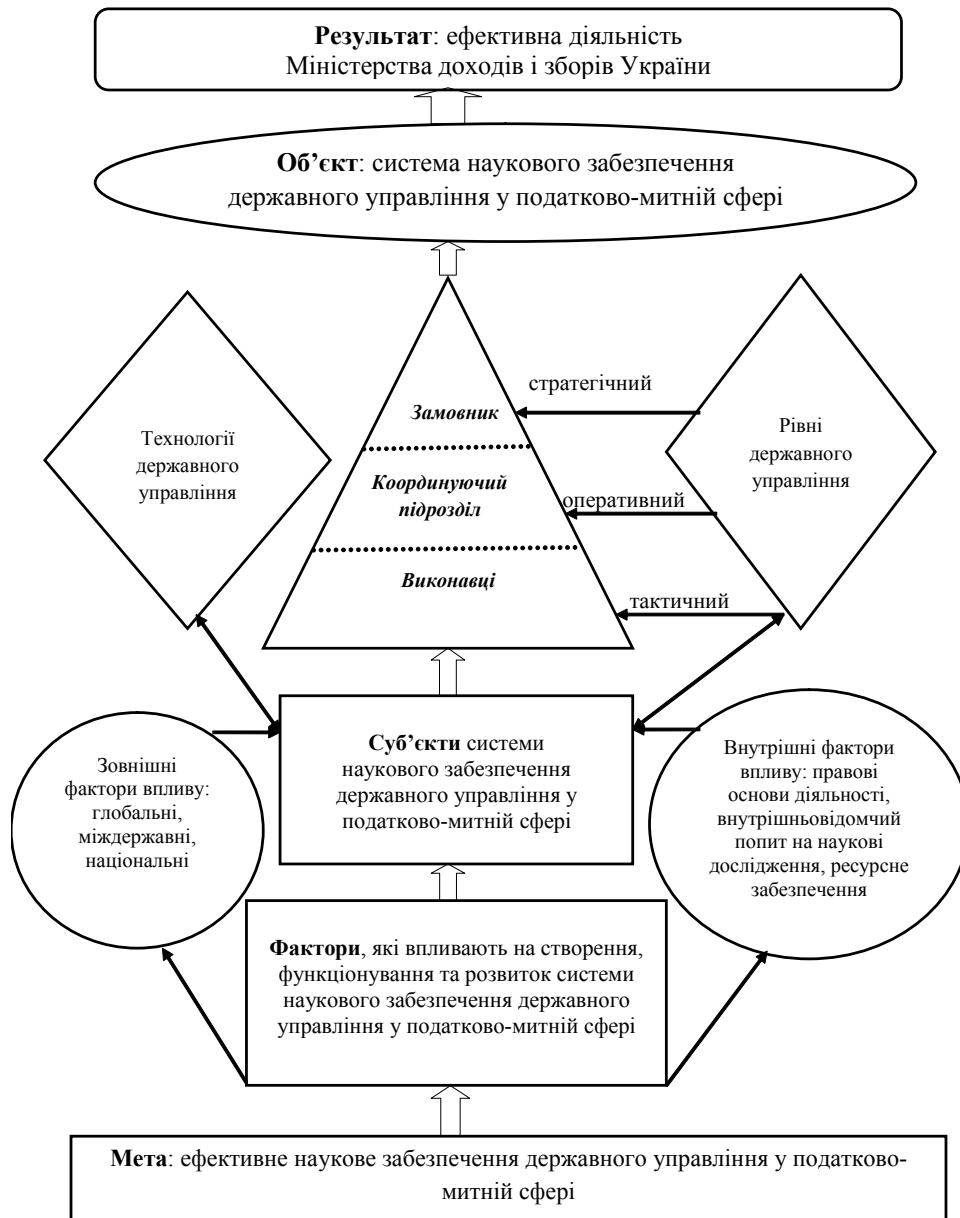 Результат: ефективна діяльність
Міністерства доходів і зборів України
Об’єкт: система наукового забезпечення
державного управління у податково-митній сфері
стратегічний
Замовник
Технології
державного
управління
Рівні
державного
управління
Координуючий
підрозділ
оперативний
Виконавці
тактичний
Суб’єкти системи
наукового забезпечення
державного управління у
податково-митній сфері
Зовнішні
фактори впливу:
глобальні,
міждержавні,
національні
Внутрішні фактори
впливу: правові
основи діяльності,
внутрішньовідомчий
попит на наукові
дослідження, ресурсне
забезпечення
Фактори, які впливають на створення,
функціонування та розвиток системи
наукового забезпечення державного
управління у податково-митній сфері
Мета: ефективне наукове забезпечення державного управління у податково-
митній сфері